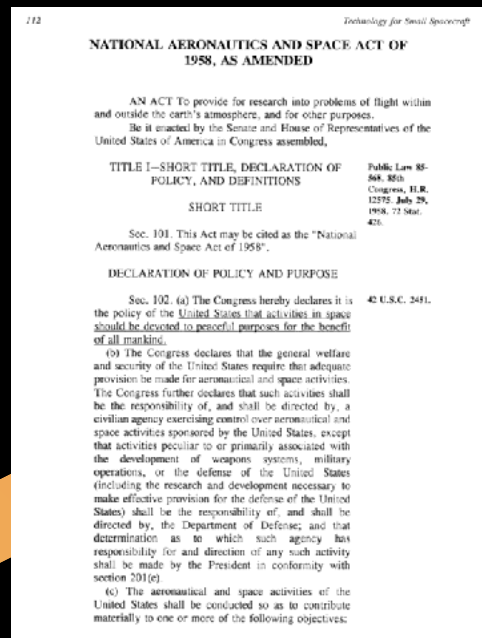 112
Technology for Small Spacecraft
NATIONAL AERONAUTICS AND SPACE ACT OF
1958, AS AMENDED
AN ACT To provide for research into problems of flight within
and outside the earth's atmosphere, and for other purposes.
Be it enacted by the Senate and House of Representatives of the
United States of America in Congress assembled,
TITLE I—SHORT TITLE, DECLARATION OF
POLICY, AND DEFINITIONS
Public Law 85-
568, 85th
Congress, H.R.
12575, July 29,
1958, 72 Stat.
426.
SHORT TITLE
Sec. 101. This Act may be cited as the "National
Aeronautics and Space Act of 1958".
DECLARATION OF POLICY AND PURPOSE
Sec. 102. (a) The Congress hereby declares it is
42 U.S.C. 2451.
the policy of the United States that activities in space
should be devoted to peaceful purposes for the benefit
of all mankind.
(b) The Congress declares that the general welfare
and security of the United States require that adequate
provision be made for aeronautical and space activities.
The Congress further declares that such activities shall
be the responsibility of, and shall be directed by, a
civilian agency exercising control over aeronautical and
space activities sponsored by the United States, except
that activities peculiar to or primarily associated with
the development of weapons systems, military
operations, or the defense of the United States
(including the research and development necessary to
make effective provision for the defense of the United
States) shall be the responsibility of, and shall be
directed by, the Department of Defense; and that
determination as to which such agency has
responsibility for and direction of any such activity
shall be made by the President in conformity with
section 201(e).
(c) The aeronautical and space activities of the
United States shall be conducted so as to contribute
materially to one or more of the following objectives: